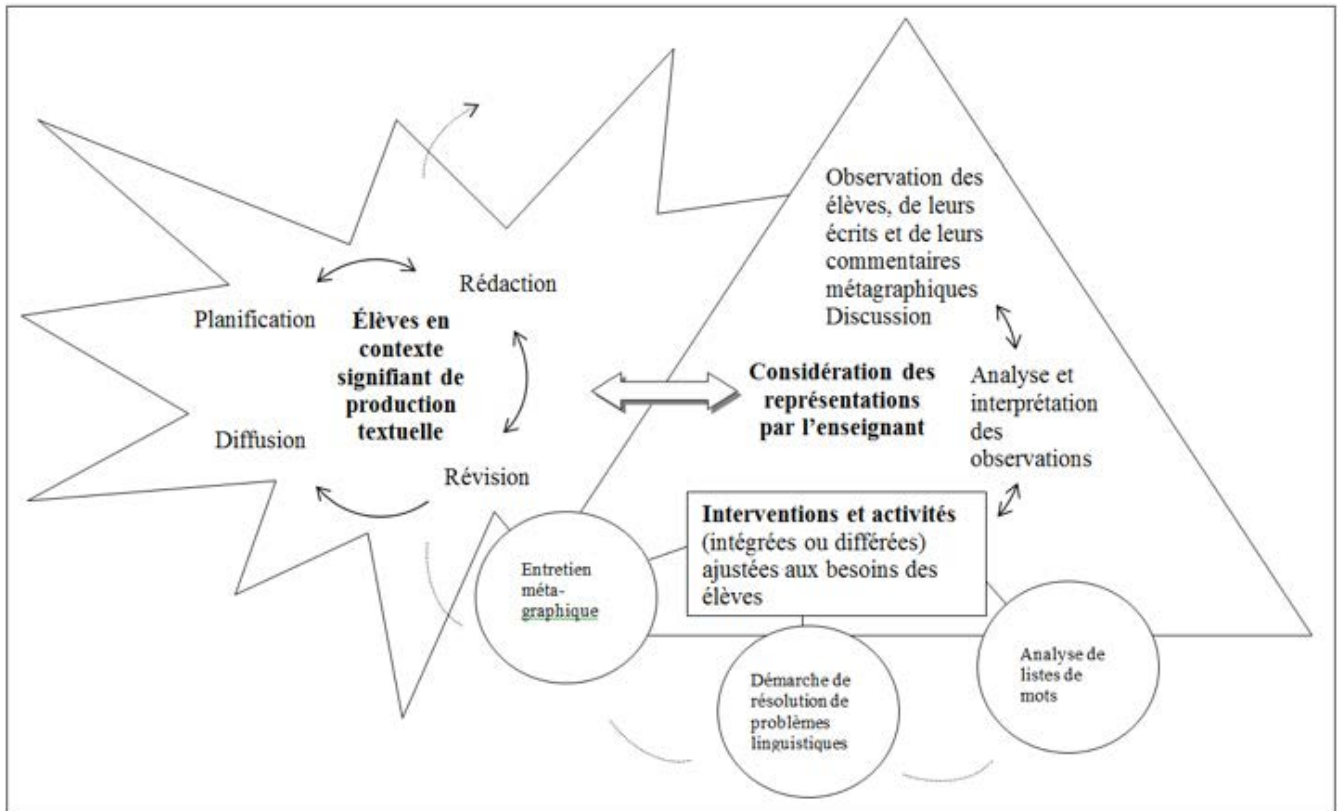 Rédaction
Planification
Élèves en
contexte
signifiant de
production
textuelle
Diffusion
Révision
Observation des
élèves, de leurs
écrits et de leurs
commentaires
métagraphiques
Discussion
Considération des
représentations
par l’enseignant
Analyse et
interprétation
des
observations
Interventions et activités
(intégrées ou différées)
ajustées aux besoins des
élèves
Entretien
méta-
graphique
Démarche de
résolution de
problèmes
linguistiques
Analyse de
listes de
mots